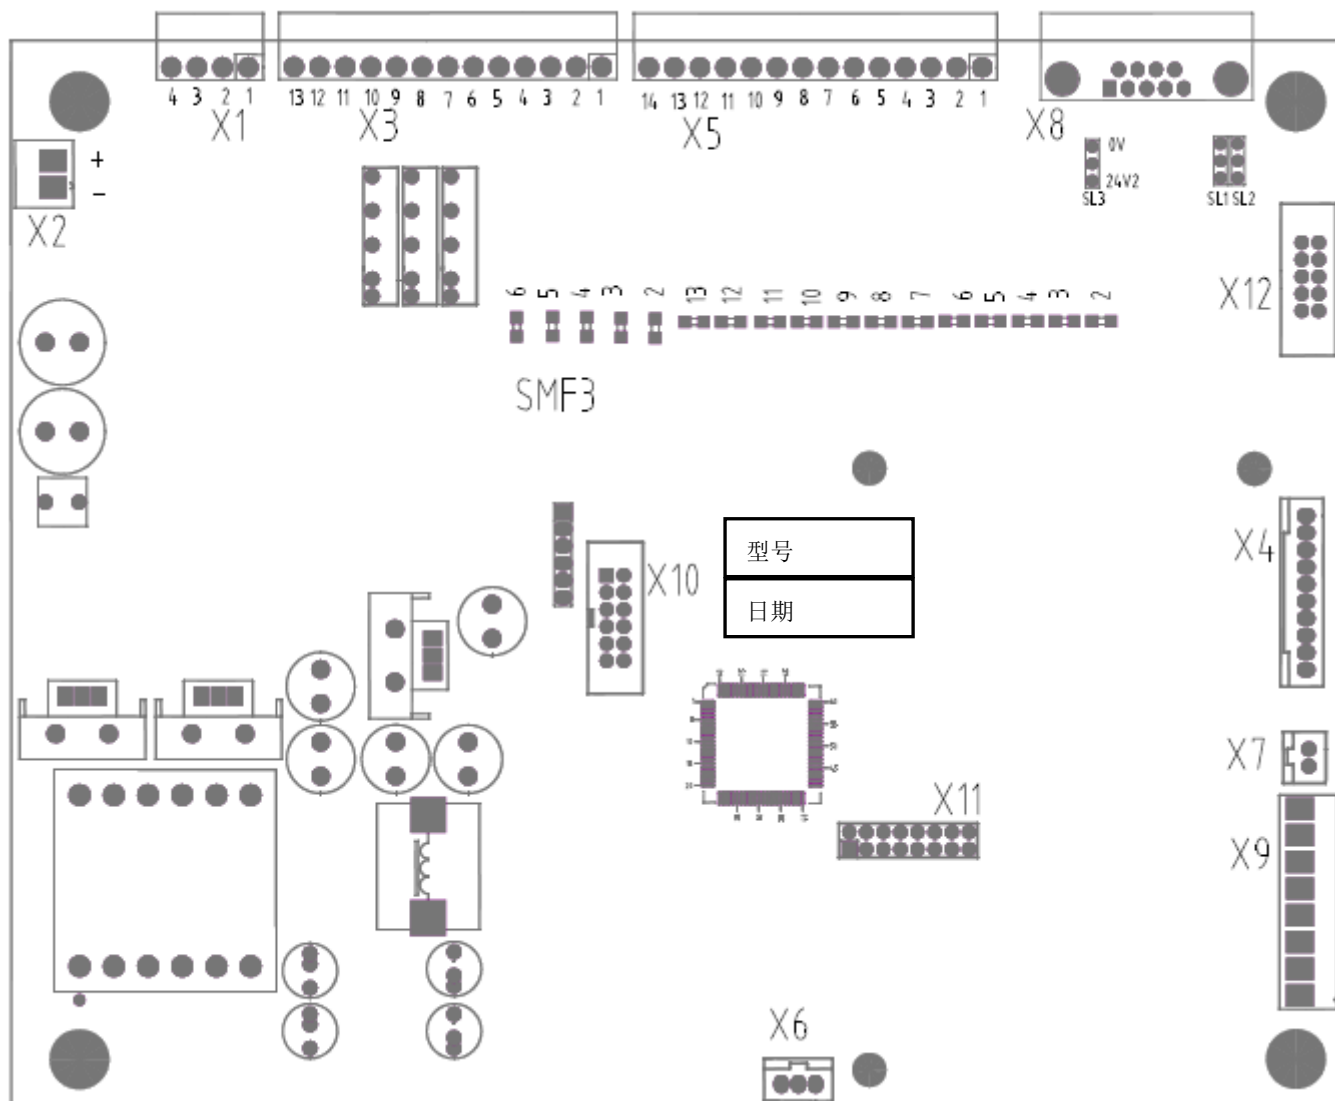 4 3 2 1
13 12 11 10 9 8 7 6 5 4 3 2 1
14 13 12 11 10 9 8 7 6 5 4 3 2 1
X1
X3
X5
X8
0V
24V2
SL3
SL1 SL2
+
-
X2
X12
6 5 4 3 2
13 12 11 10 9 8 7 6 5 4 3 2
SMF3
型号
日期
X4
X10
X7
X11
X9
X6